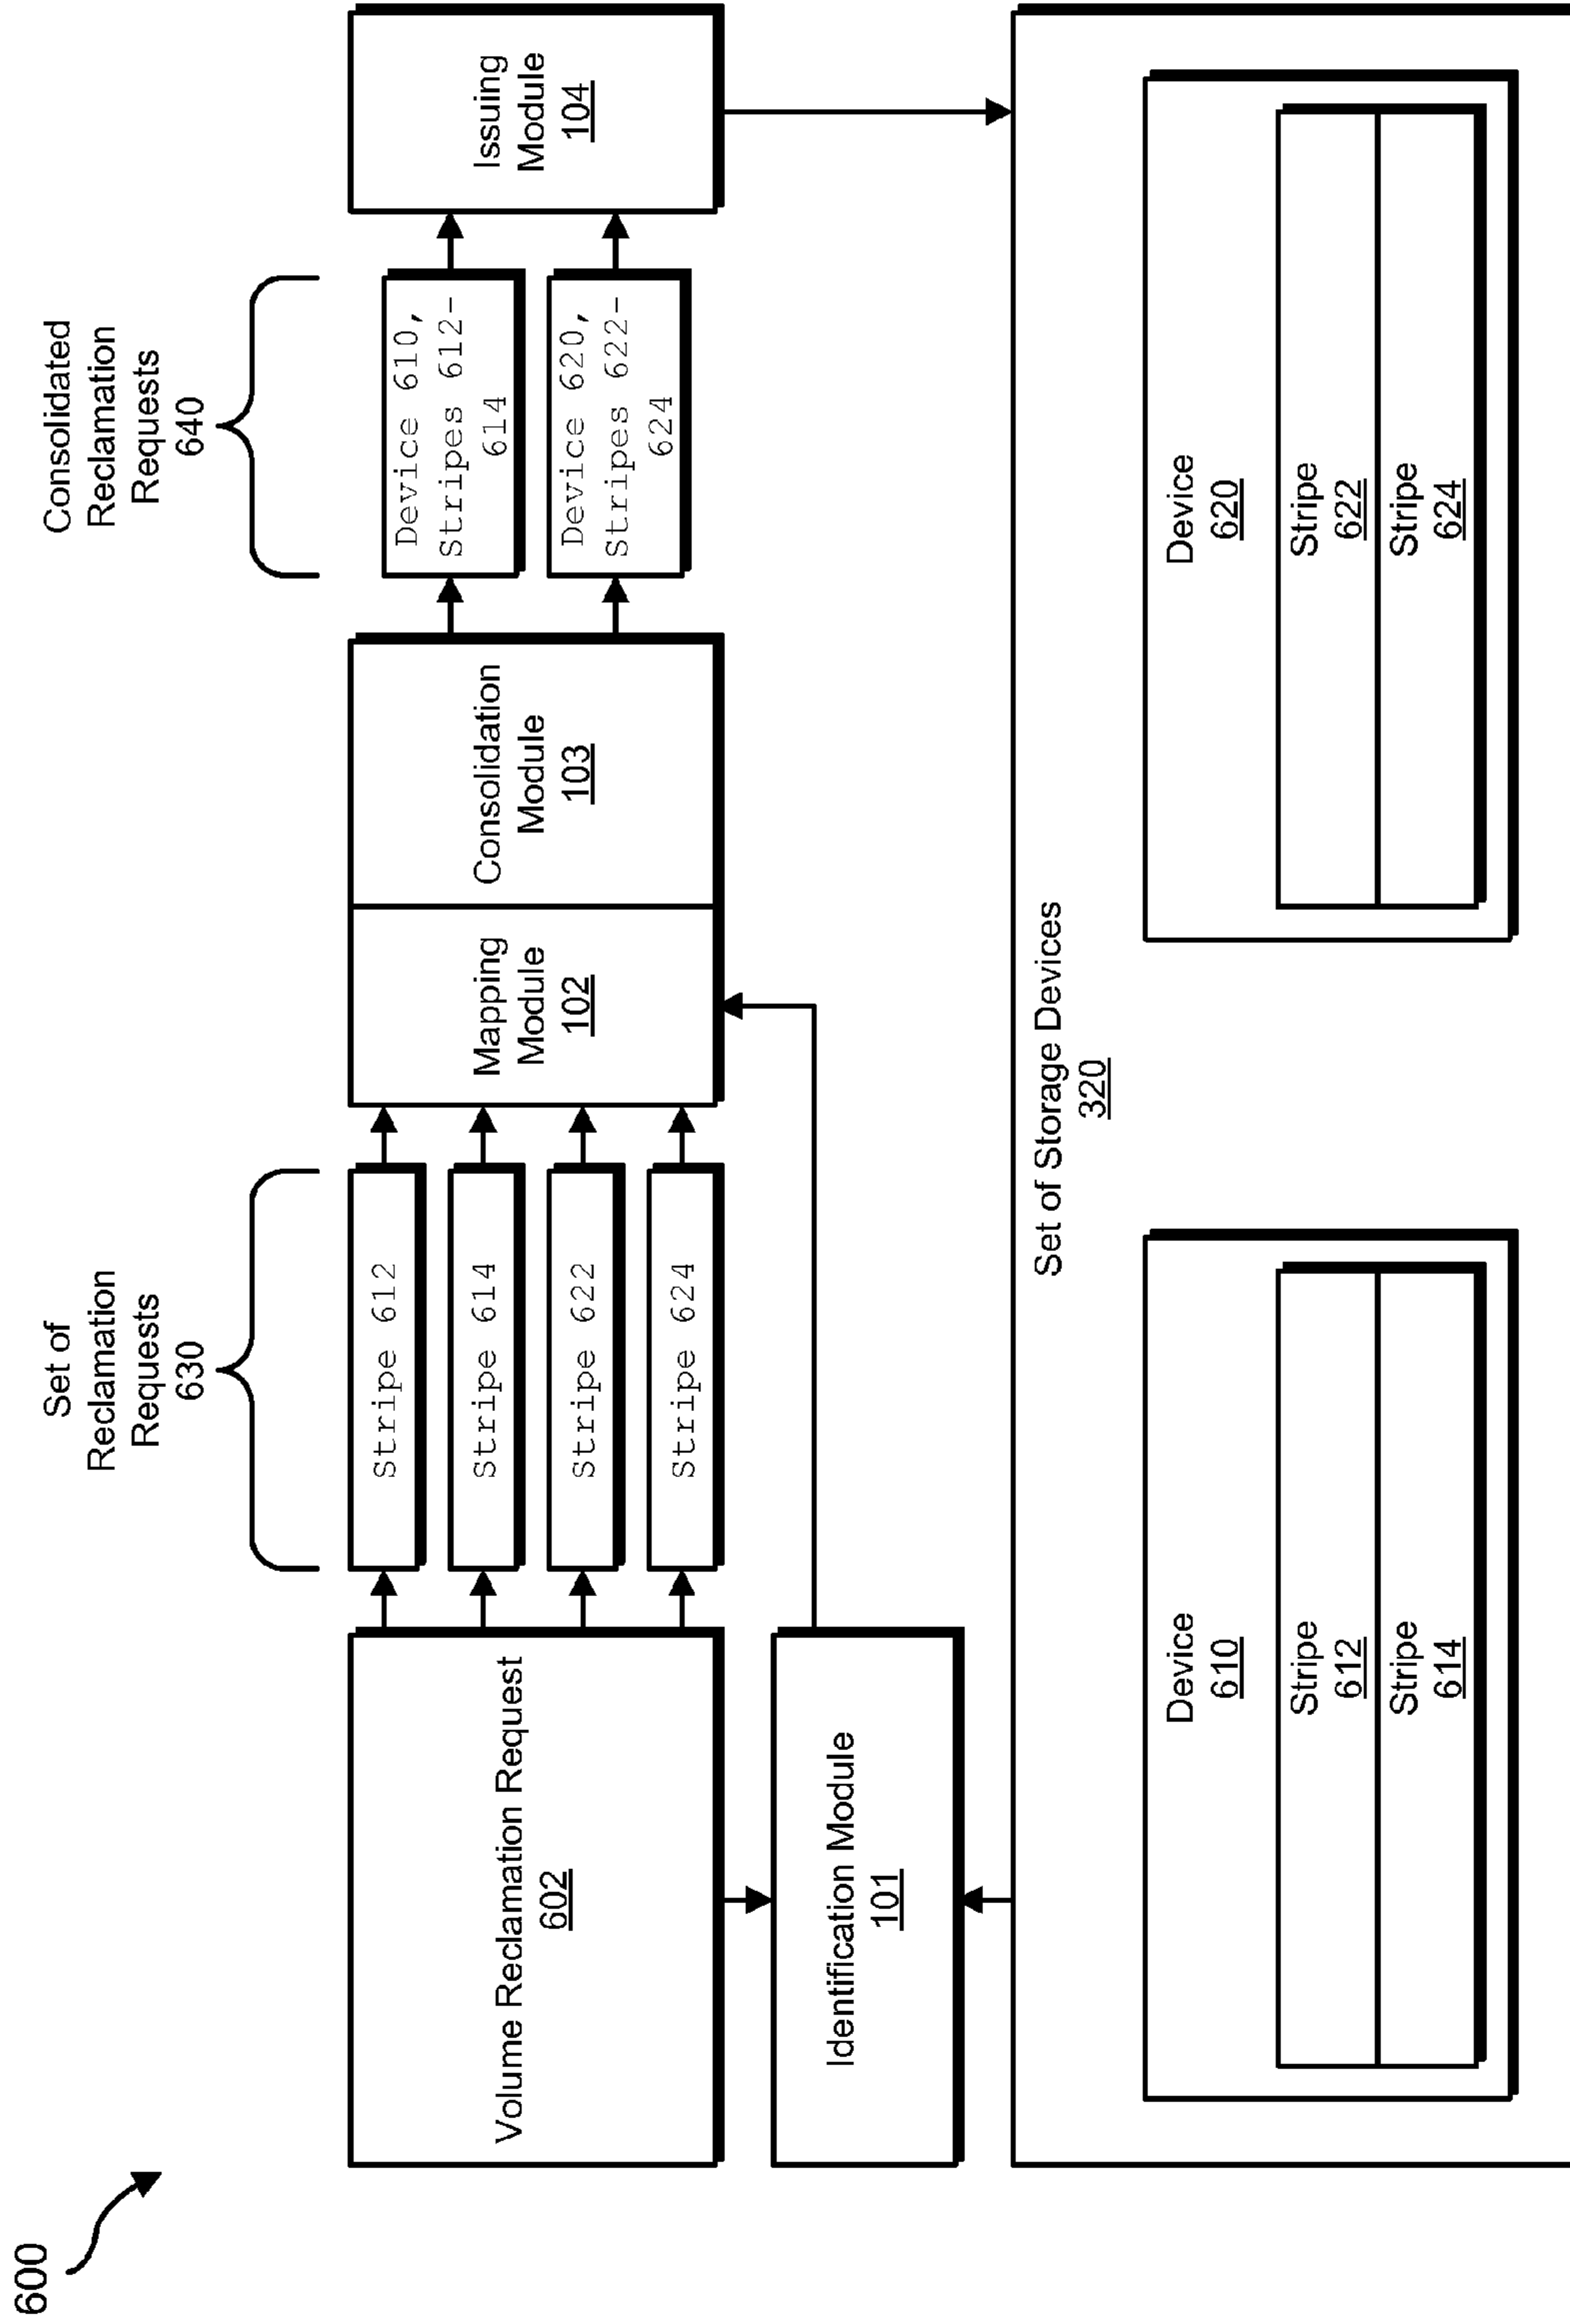 600
Set of
Reclamation
Requests
630
Consolidated
Reclamation
Requests
640
Volume Reclamation Request
602
Stripe 612
Stripe 614
Stripe 622
Stripe 624
Mapping
Module
102
Consolidation
Module
103
Device 610,
Stripes 612-
614
Device 620,
Stripes 622-
624
Issuing
Module
104
Identification Module
101
Set of Storage Devices
320
Device
610
Stripe
612
Stripe
614
Device
620
Stripe
622
Stripe
624